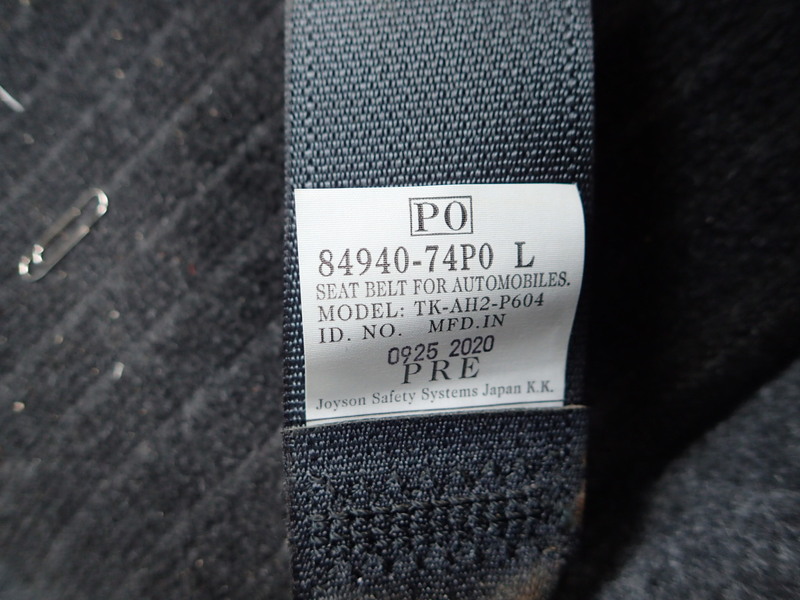 PO
84940-74P0 L
SEAT BELT FOR AUTOMOBILES.
MODEL: TK-AH2-P604
ID. NO. MFD.IN
0925 2020
PRE
Joyson Safety Systems Japan K.K.